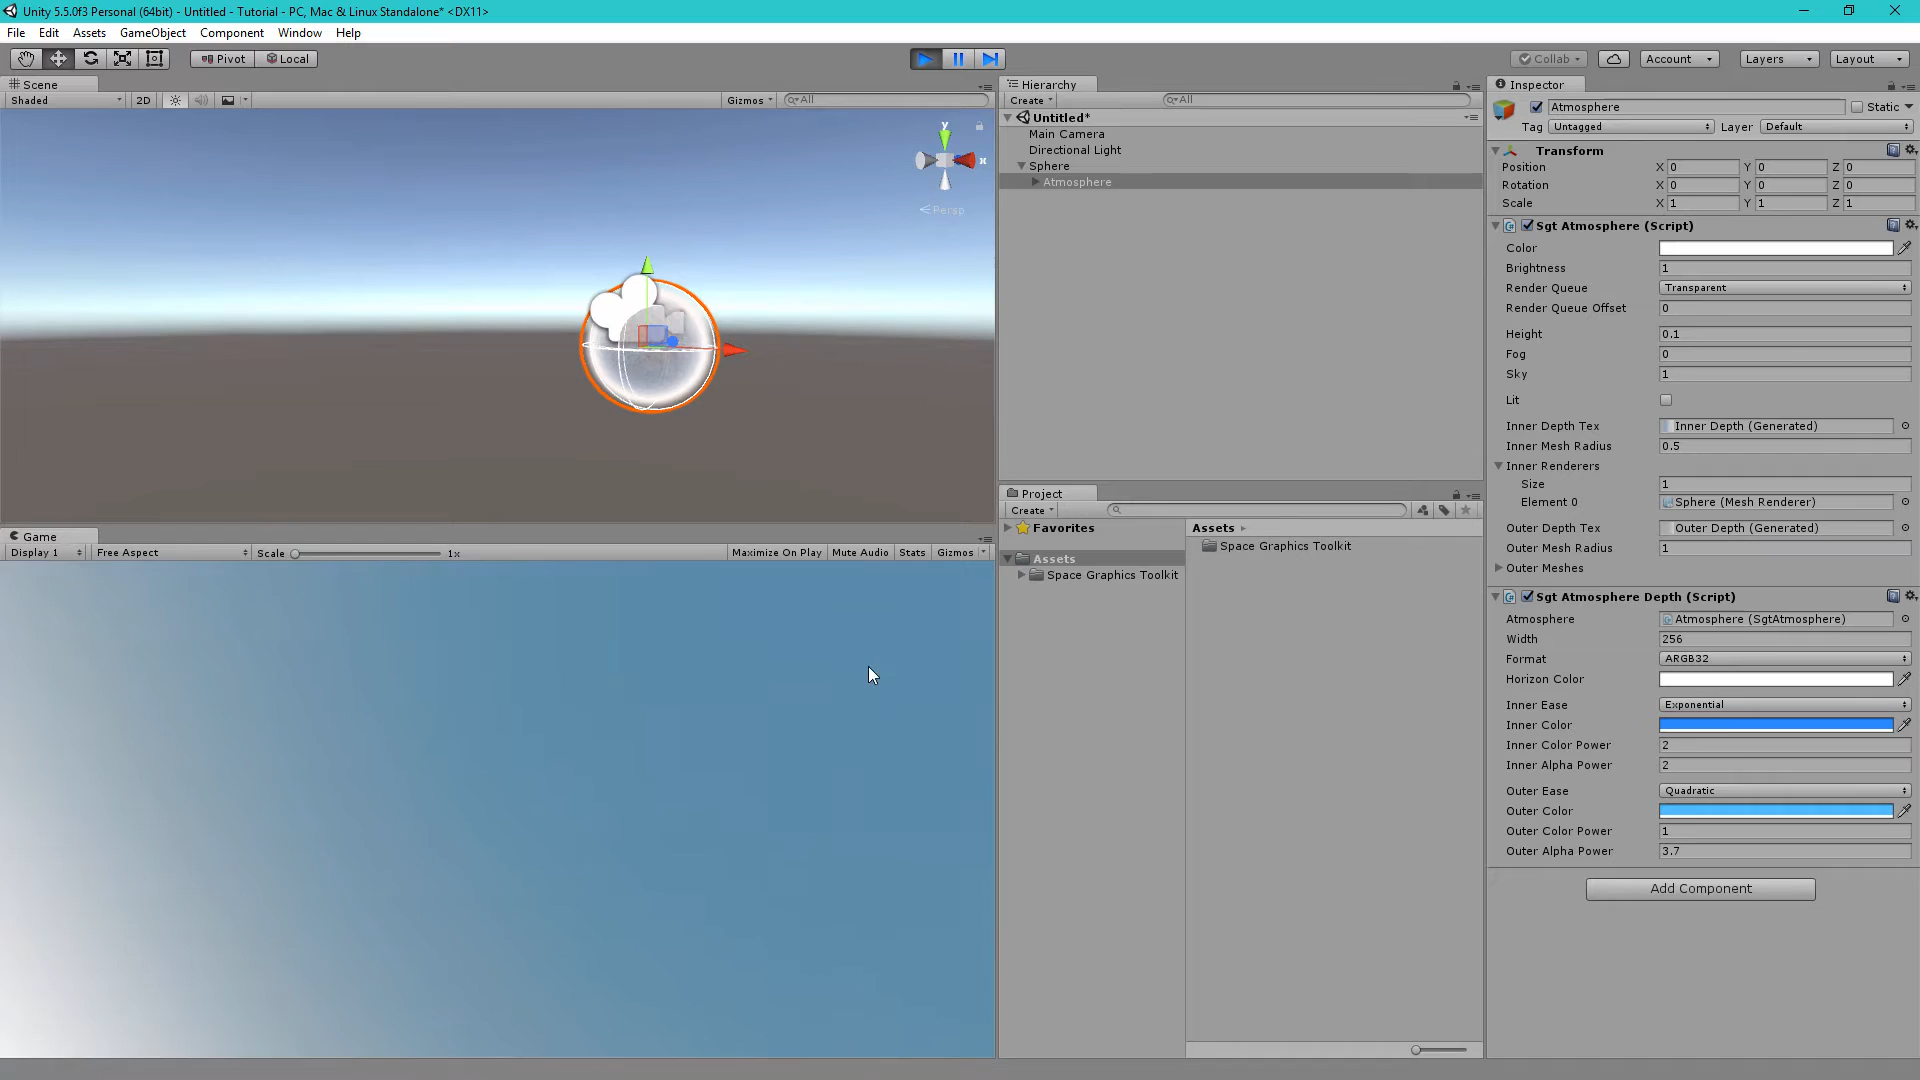 Unity 5.5.0f3 Personal (64bit) - Untitled - Tutorial - PC, Mac & Linux Standalone* <DX11>
File Edit Assets GameObject Component Window Help
Pivot Local Collab Account Layers Layout
Scene
Shaded 2D Gizmos All
y
x
Persp
Game
Display 1 Free Aspect Scale 1x Maximize On Play Mute Audio Stats Gizmos
Hierarchy
Create All
Untitled*
Main Camera
Directional Light
Sphere
Atmosphere
Project
Create
Favorites
Assets
Space Graphics Toolkit
Assets
Space Graphics Toolkit
Inspector
Atmosphere Static
Tag Untagged Layer Default
Transform
Position X 0 Y 0 Z 0
Rotation X 0 Y 0 Z 0
Scale X 1 Y 1 Z 1
Sgt Atmosphere (Script)
Color
Brightness 1
Render Queue Transparent
Render Queue Offset 0
Height 0.1
Fog 0
Sky 1
Lit
Inner Depth Tex Inner Depth (Generated)
Inner Mesh Radius 0.5
Inner Renderers
Size 1
Element 0 Sphere (Mesh Renderer)
Outer Depth Tex Outer Depth (Generated)
Outer Mesh Radius 1
Outer Meshes
Sgt Atmosphere Depth (Script)
Atmosphere Atmosphere (SgtAtmosphere)
Width 256
Format ARGB32
Horizon Color
Inner Ease Exponential
Inner Color
Inner Color Power 2
Inner Alpha Power 2
Outer Ease Quadratic
Outer Color
Outer Color Power 1
Outer Alpha Power 3.7
Add Component